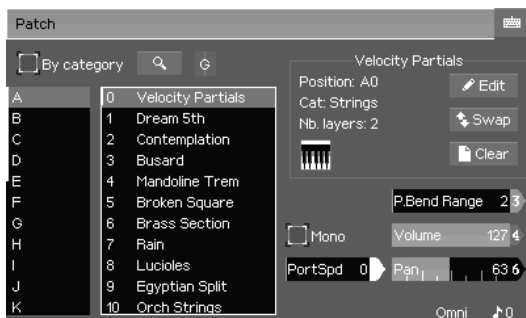 Patch
By category G
A
B
C
D
E
F
G
H
I
J
K
0 Velocity Partials
1 Dream 5th
2 Contemplation
3 Busard
4 Mandoline Trem
5 Broken Square
6 Brass Section
7 Rain
8 Lucioles
9 Egyptian Split
10 Orch Strings
Velocity Partials
Position: A0
Cat: Strings
Nb. layers: 2
Edit
Swap
Clear
P.Bend Range 2 3
Mono
Volume 127 4
PortSpd 0
Pan 63 6
Omni ♪0